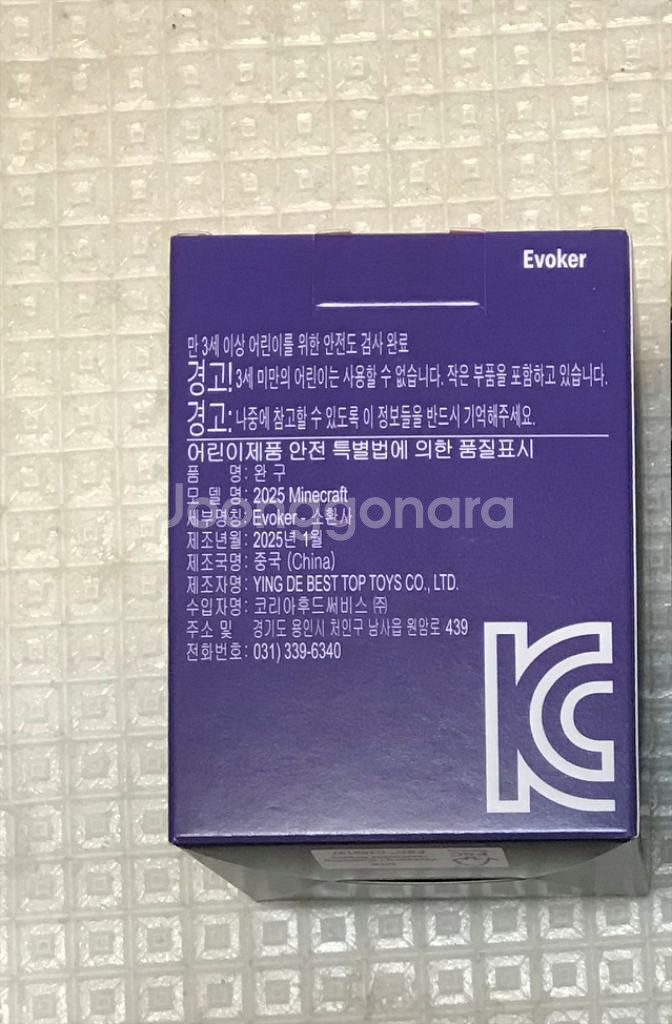 Evoker
만 3세 이상 어린이를 위한 안전도 검사 완료
경고! 3세 미만의 어린이는 사용할 수 없습니다. 작은 부품을 포함하고 있습니다.
경고: 나중에 참고할 수 있도록 이 정보들을 반드시 기억해주세요.
어린이제품 안전 특별법에 의한 품질표시
품 명: 완 구
모 델 명: 2025 Minecraft
세부명칭: Evoker - 소환사
Joonggonara
제조년월: 2025년 1월
제조국명: 중국 (China)
제조자명: YING DE BEST TOP TOYS CO., LTD.
수입자명: 코리아후드써비스 ㈜
주소 및 경기도 용인시 처인구 남사읍 원암로 439
전화번호: 031) 339-6340
KC